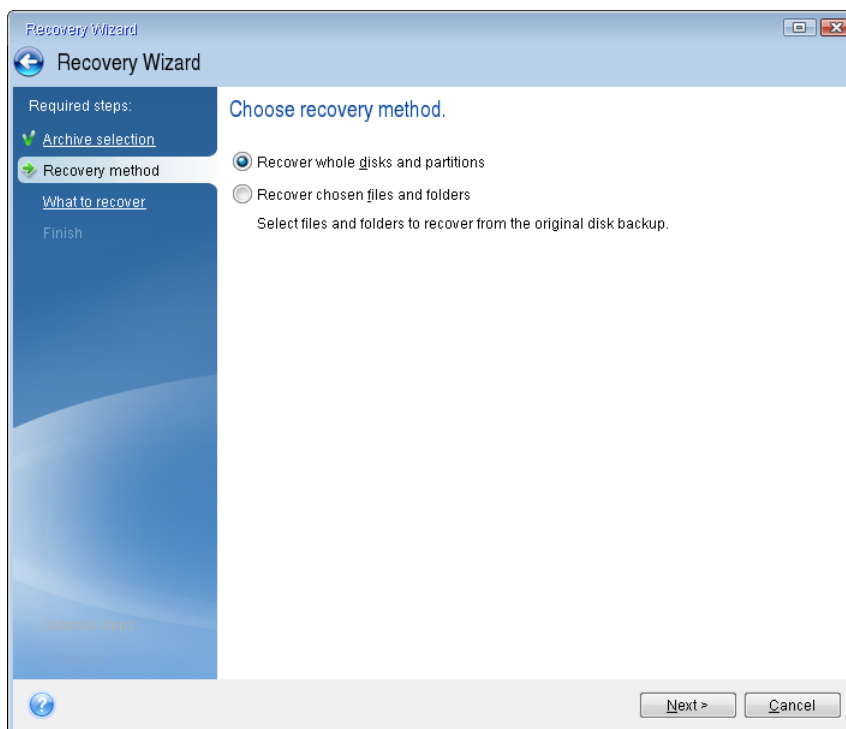 Recovery Wizard
Recovery Wizard
Required steps:
Archive selection
Recovery method
What to recover
Finish
Choose recovery method.
Recover whole disks and partitions
Recover chosen files and folders
Select files and folders to recover from the original disk backup.
steps:
Options
?
Next >
Cancel